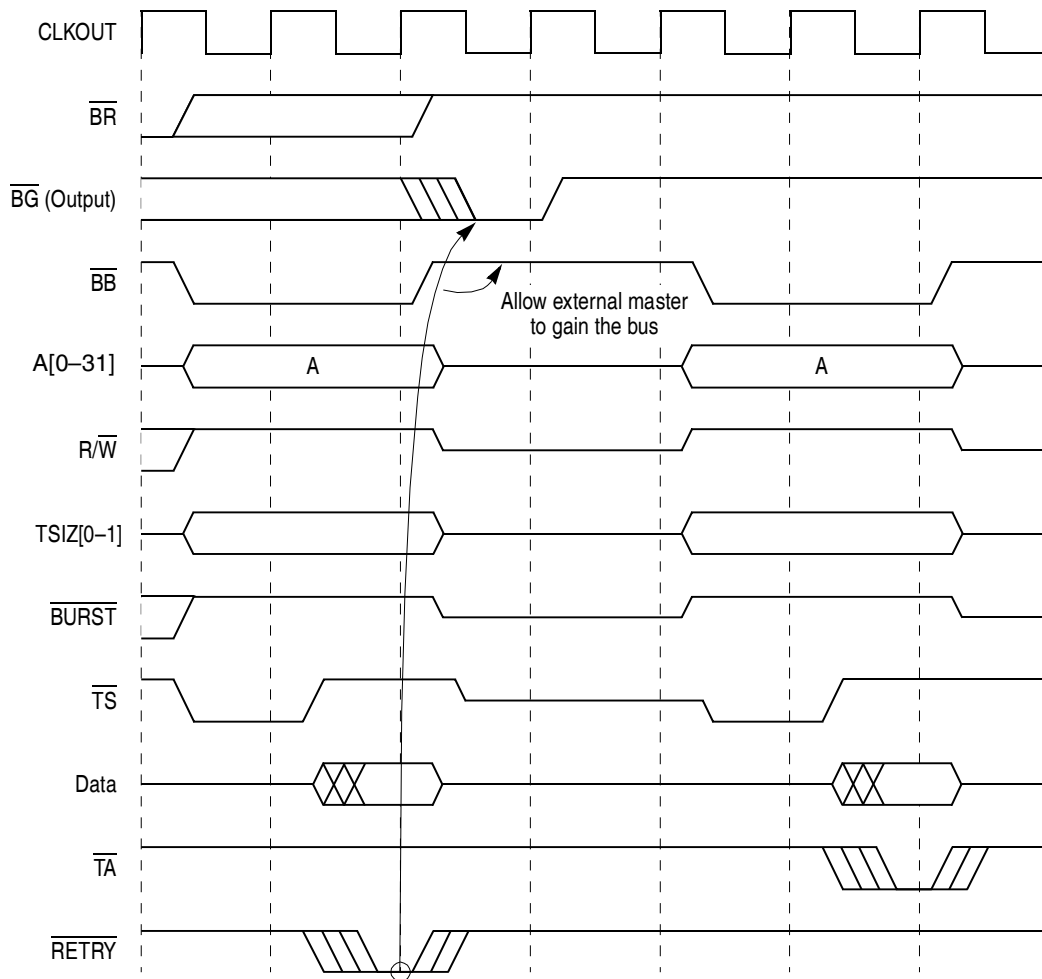 CLKOUT
BR
BG (Output)
BB
Allow external master
to gain the bus
A[0–31]
A
A
R/W
TSIZ[0–1]
BURST
TS
Data
TA
RETRY